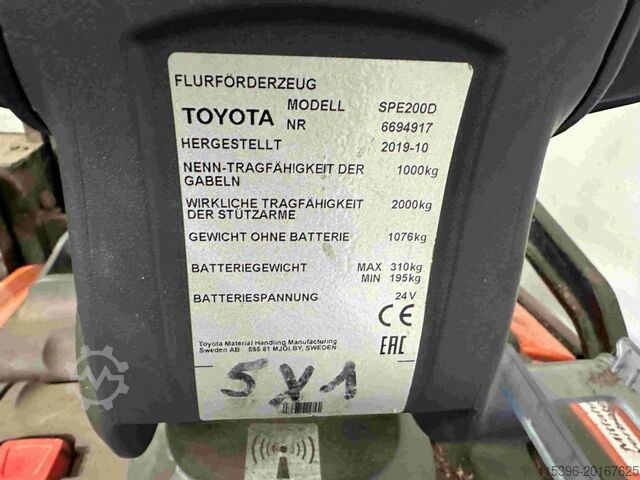 FLURFÖRDERZEUG
TOYOTA MODELL SPE200D
NR 6694917
HERGESTELLT 2019-10
NENN-TRAGFÄHIGKEIT DER GABELN 1000kg
WIRKLICHE TRAGFÄHIGKEIT DER STÜTZARME 2000kg
GEWICHT OHNE BATTERIE 1076kg
BATTERIEGEWICHT MAX 310kg
MIN 195kg
BATTERIESPANNUNG 24V
CE
Toyota Material Handling Manufacturing
Sweden AB 595 81 MJÖLBY, SWEDEN
EAC
5Y1
115396-20167625